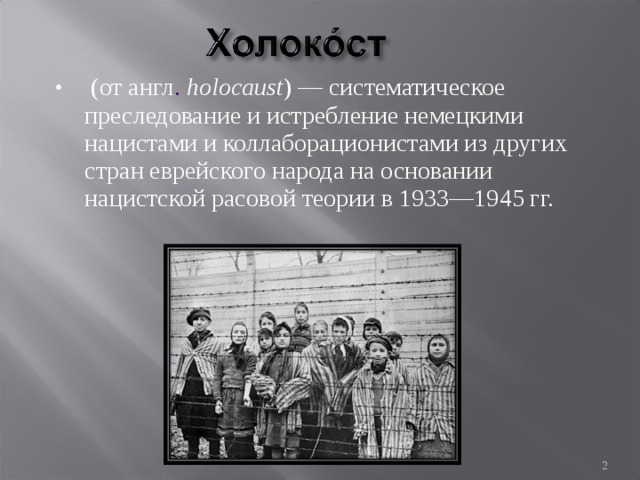 Холоко́ст
• (от англ. holocaust) — систематическое
преследование и истребление немецкими
нацистами и коллаборационистами из других
стран еврейского народа на основании
нацистской расовой теории в 1933—1945 гг.
2